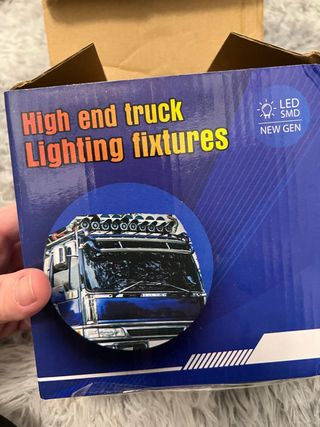 High end truck
Lighting fixtures
LED
SMD
NEW GEN